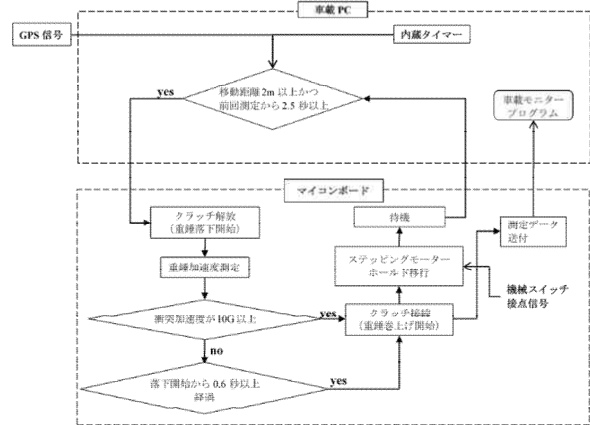 車載 PC
GPS 信号
内蔵タイマー
yes
移動距離 2m 以上かつ
前回測定から 2.5 秒以上
車載モニター
プログラム
マイコンボード
クラッチ解放
（重錘落下開始）
待機
測定データ
送付
重錘加速度測定
ステッピングモーター
ホールド移行
機械スイッチ
接点信号
衝突加速度が 10G 以上
yes
クラッチ接続
（重錘巻上げ開始）
no
落下開始から 0.6 秒以上
経過
yes